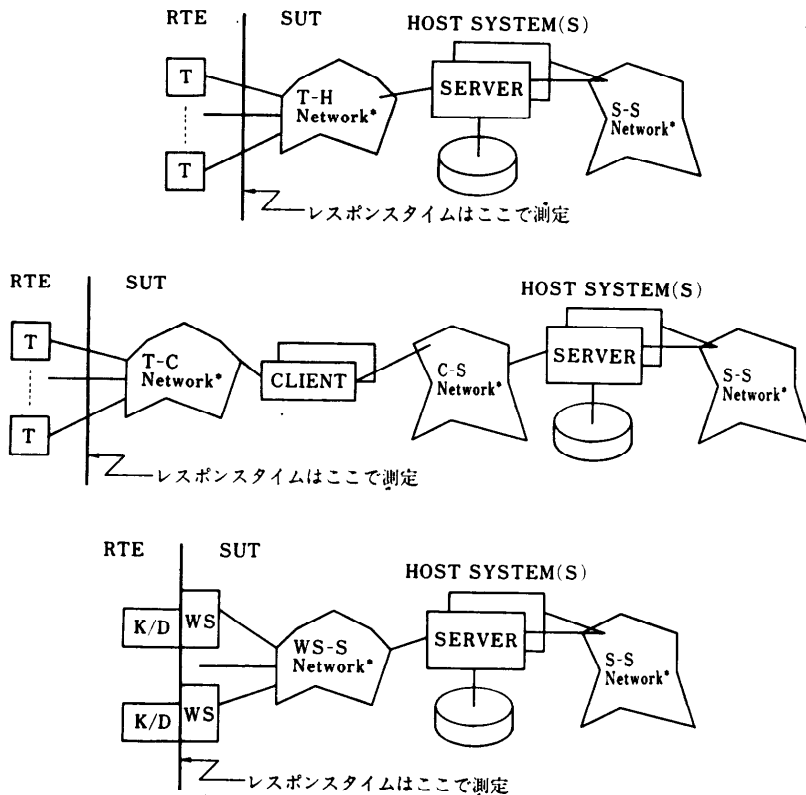 RTE
SUT
HOST SYSTEM(S)
T
T-H
Network*
SERVER
S-S
Network*
T
レスポンスタイムはここで測定
RTE
SUT
HOST SYSTEM(S)
T
T-C
Network*
CLIENT
C-S
Network*
SERVER
S-S
Network*
T
レスポンスタイムはここで測定
RTE
SUT
HOST SYSTEM(S)
K/D
WS
WS-S
Network*
SERVER
S-S
Network*
K/D
WS
レスポンスタイムはここで測定